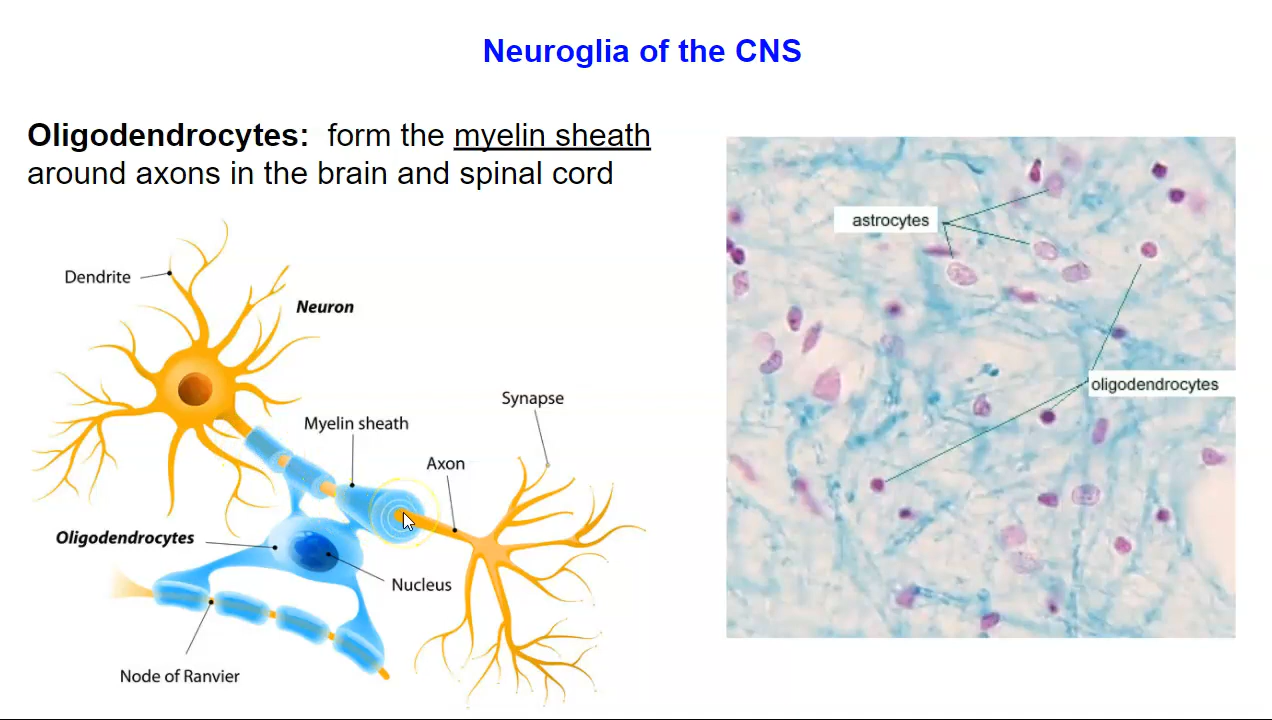 Neuroglia of the CNS
Oligodendrocytes: form the myelin sheath
around axons in the brain and spinal cord
Dendrite
Neuron
Myelin sheath
Synapse
Axon
Oligodendrocytes
Nucleus
Node of Ranvier
astrocytes
oligodendrocytes